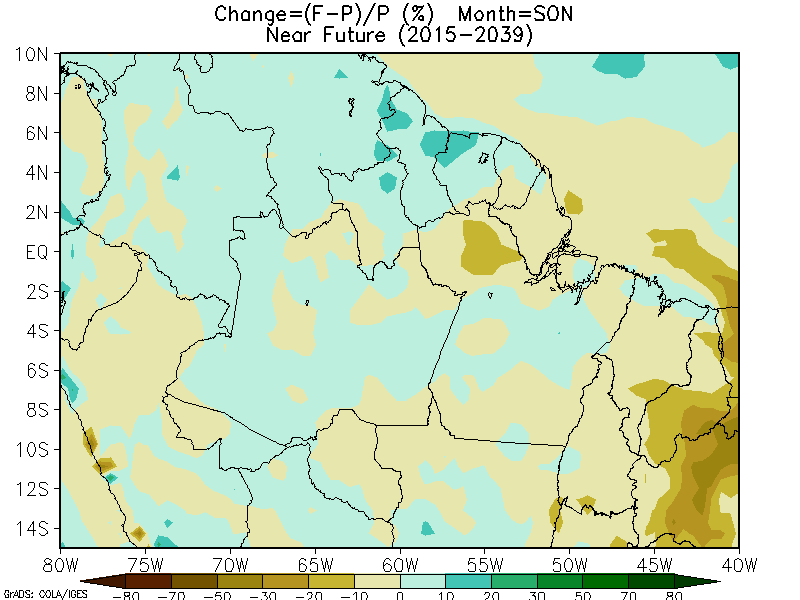 Change=(F-P)/P (%)  Month=SON
Near Future (2015-2039)
10N
8N
6N
4N
2N
EQ
2S
4S
6S
8S
10S
12S
14S
80W 75W 70W 65W 60W 55W 50W 45W 40W
GrADS: COLA/IGES
-80 -70 -50 -30 -20 -10 0 10 20 30 50 70 80